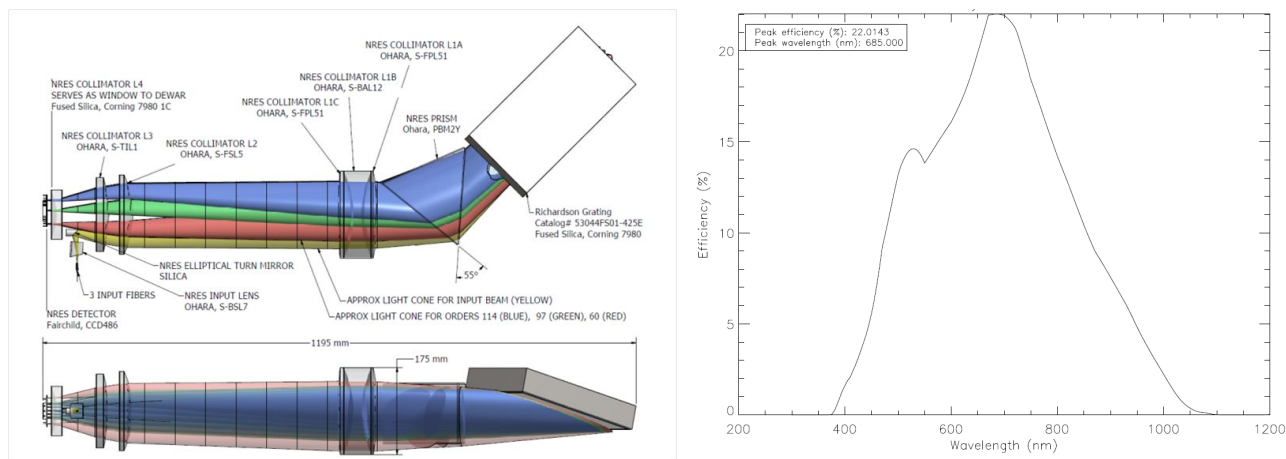 NRES COLLIMATOR L1A
OHARA, S-FPL51
NRES COLLIMATOR L1B
OHARA, S-BAL12
NRES COLLIMATOR L1C
OHARA, S-FPL51
NRES COLLIMATOR L4
SERVES AS WINDOW TO DEWAR
Fused Silica, Corning 7980 1C
NRES PRISM
Ohara, PBM2Y
NRES COLLIMATOR L3
OHARA, S-TIL1
NRES COLLIMATOR L2
OHARA, S-FSL5
Richardson Grating
Catalog# 53044FS01-425E
Fused Silica, Corning 7980
55°
NRES ELLIPTICAL TURN MIRROR
SILICA
3 INPUT FIBERS
NRES INPUT LENS
OHARA, S-BSL7
NRES DETECTOR
Fairchild, CCD486
APPROX LIGHT CONE FOR INPUT BEAM (YELLOW)
APPROX LIGHT CONE FOR ORDERS 114 (BLUE), 97 (GREEN), 60 (RED)
1195 mm
175 mm
Peak efficiency (%): 22.0143
Peak wavelength (nm): 685.000
Efficiency (%)
20
15
10
5
0
200
400
600
800
1000
1200
Wavelength (nm)